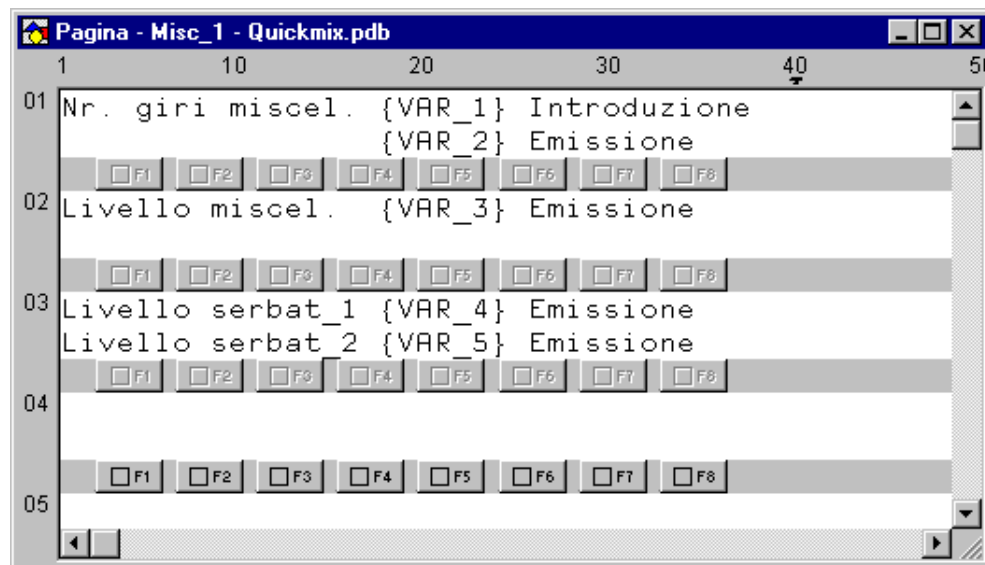 Pagina - Misc_1 - Quickmix.pdb
1 10 20 30 40 50
01 Nr. giri miscel. {VAR_1} Introduzione
{VAR_2} Emissione
F1 F2 F3 F4 F5 F6 F7 F8
02 Livello miscel. {VAR_3} Emissione
F1 F2 F3 F4 F5 F6 F7 F8
03 Livello serbat_1 {VAR_4} Emissione
Livello serbat_2 {VAR_5} Emissione
F1 F2 F3 F4 F5 F6 F7 F8
04
F1 F2 F3 F4 F5 F6 F7 F8
05